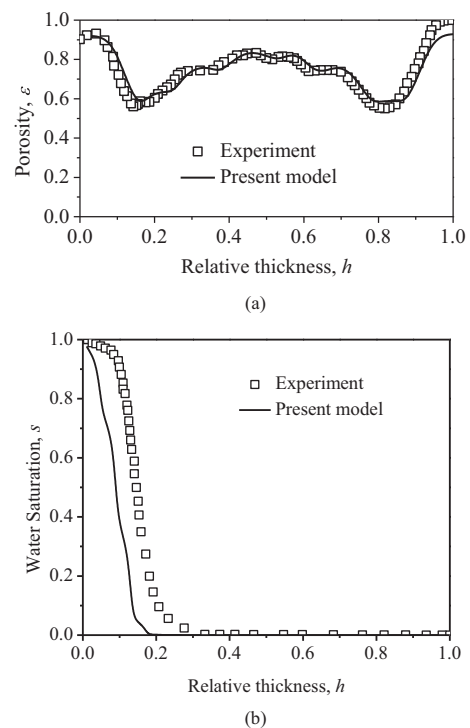 1.0
0.8
0.6
0.4
0.2
0.0
Porosity, ε
Experiment
Present model
0.0 0.2 0.4 0.6 0.8 1.0
Relative thickness, h
(a)
1.0
0.8
0.6
0.4
0.2
0.0
Water Saturation, s
Experiment
Present model
0.0 0.2 0.4 0.6 0.8 1.0
Relative thickness, h
(b)